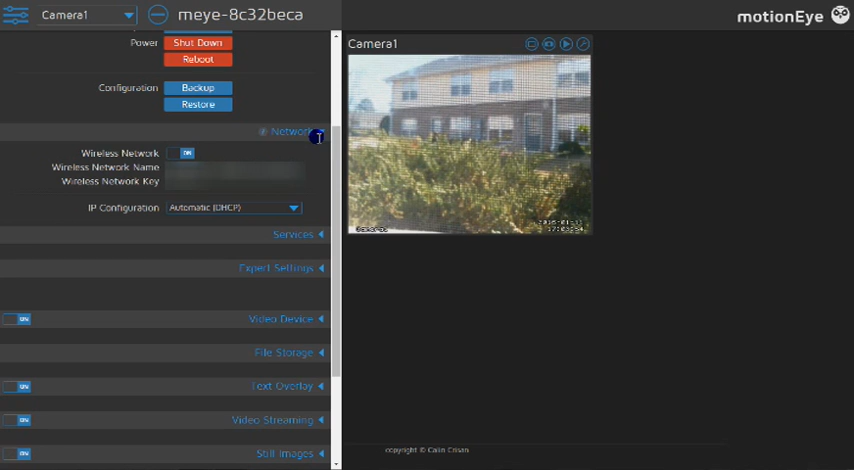 Camera1
meye-8c32beca
motionEye
Power
Shut Down
Reboot
Configuration
Backup
Restore
Network
Wireless Network
ON
Wireless Network Name
Wireless Network Key
IP Configuration
Automatic (DHCP)
Services
Expert Settings
ON
Video Device
File Storage
ON
Text Overlay
ON
Video Streaming
ON
Still Images
Camera1
copyright © Calin Crisan